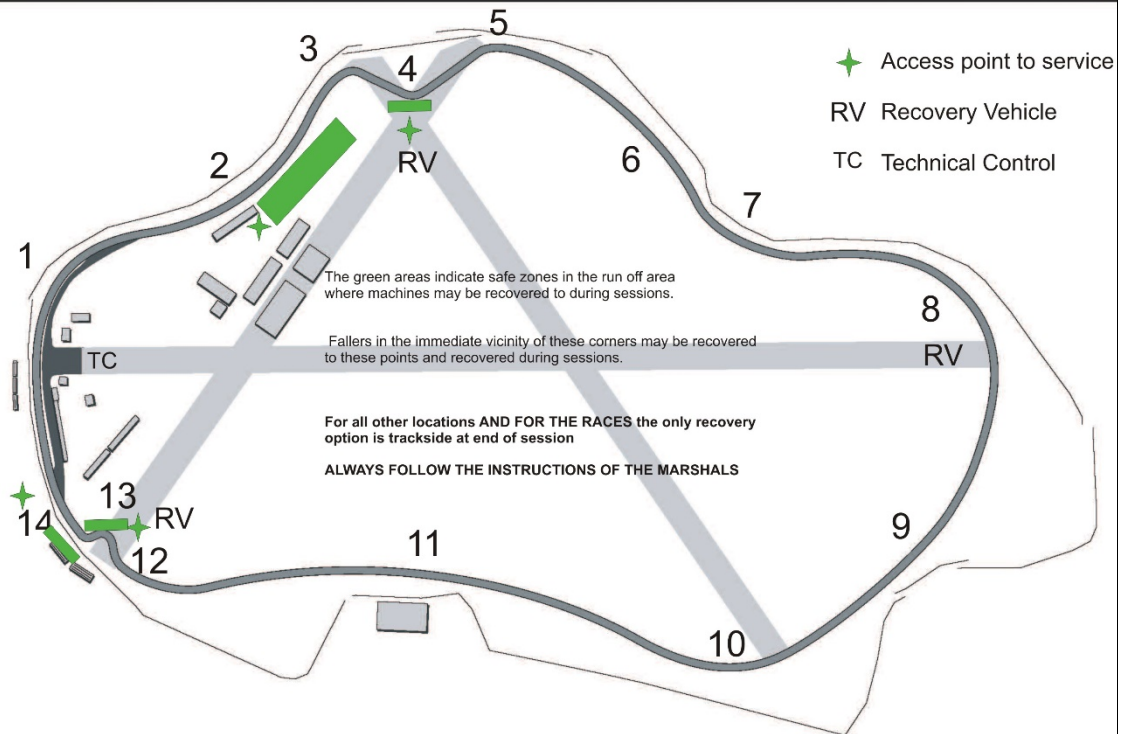 5
3
4
Access point to service
RV Recovery Vehicle
TC Technical Control
RV
2
6
7
1
The green areas indicate safe zones in the run off area
where machines may be recovered to during sessions.
8
Fallers in the immediate vicinity of these corners may be recovered
to these points and recovered during sessions.
TC
RV
For all other locations AND FOR THE RACES the only recovery
option is trackside at end of session
ALWAYS FOLLOW THE INSTRUCTIONS OF THE MARSHALS
13
RV
14
12
11
9
10